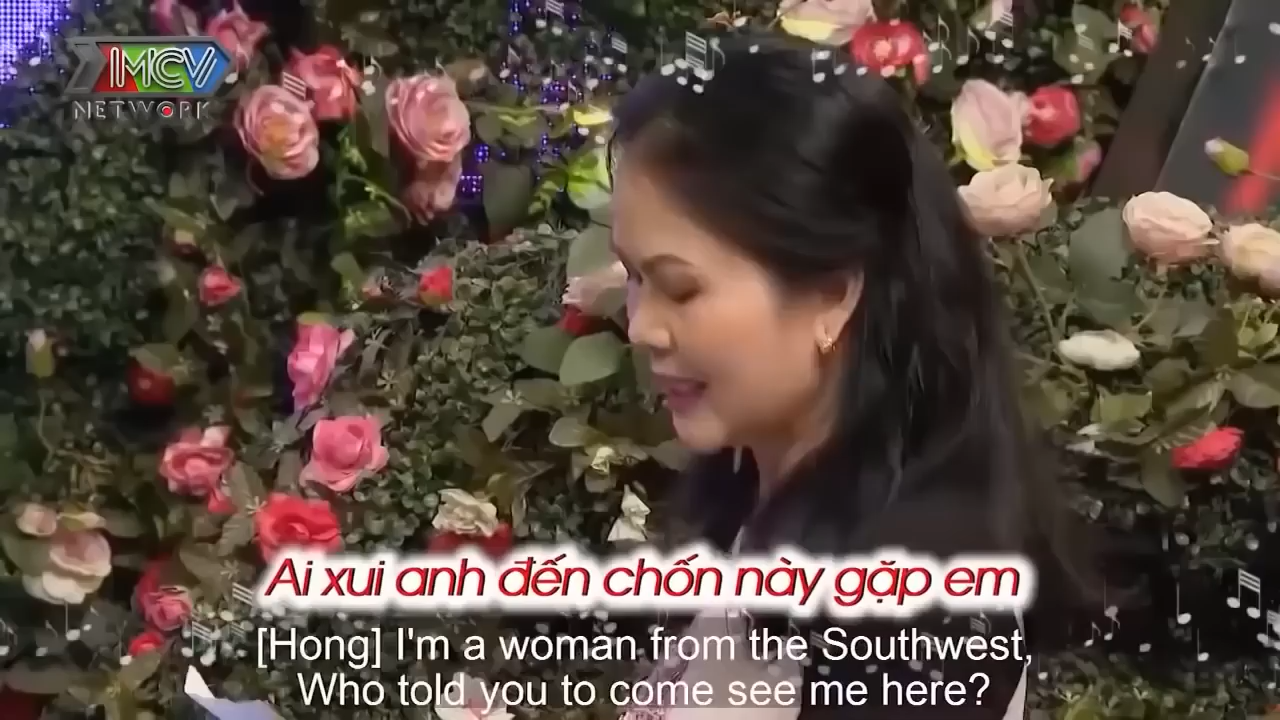 MCV
NETWORK
Ai xui anh đến chốn này gặp em
[Hong] I'm a woman from the Southwest,
Who told you to come see me here?